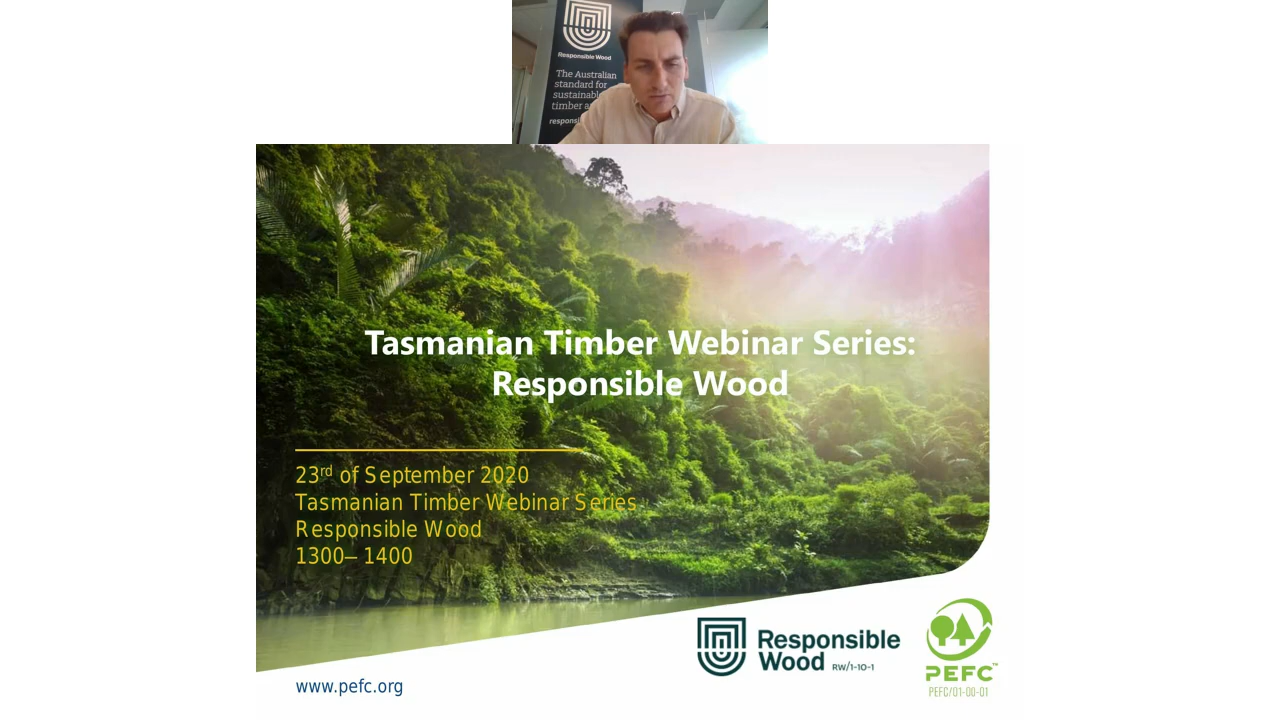 Responsible Wood
The Australian
standard for
sustainable
timber
Tasmanian Timber Webinar Series:
Responsible Wood
23rd of September 2020
Tasmanian Timber Webinar Series
Responsible Wood
1300– 1400
Responsible
Wood RW/1-10-1
PEFC™
PEFC/01-00-01
www.pefc.org